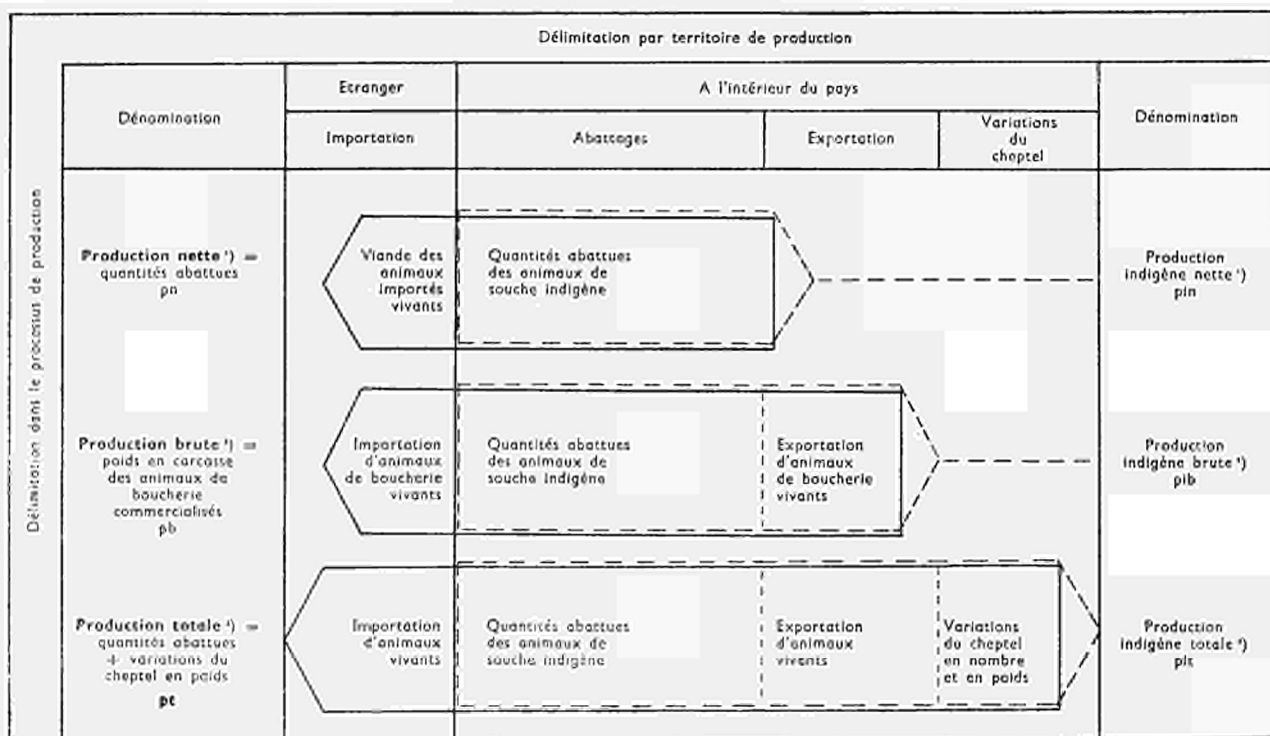 Délimitation par territoire de production
Délimitation dans le processus de production
Dénomination
Etranger
A l'intérieur du pays
Dénomination
Importation
Abattages
Exportation
Variations
du
cheptel
Production nette ¹) =
quantités abattues
pn
Viande des
animaux
importés
vivants
Quantités abattues
des animaux de
souche indigène
Production
indigène nette ¹)
pin
Production brute ¹) =
poids en carcasse
des animaux de
boucherie
commercialisés
pb
Importation
d'animaux
de boucherie
vivants
Quantités abattues
des animaux de
souche indigène
Exportation
d'animaux
de boucherie
vivants
Production
indigène brute ¹)
pib
Production totale ¹) =
quantités abattues
+ variations du
cheptel en poids
pt
Importation
d'animaux
vivants
Quantités abattues
des animaux de
souche indigène
Exportation
d'animaux
vivants
Variations
du cheptel
en nombre
et en poids
Production
indigène totale ¹)
pit